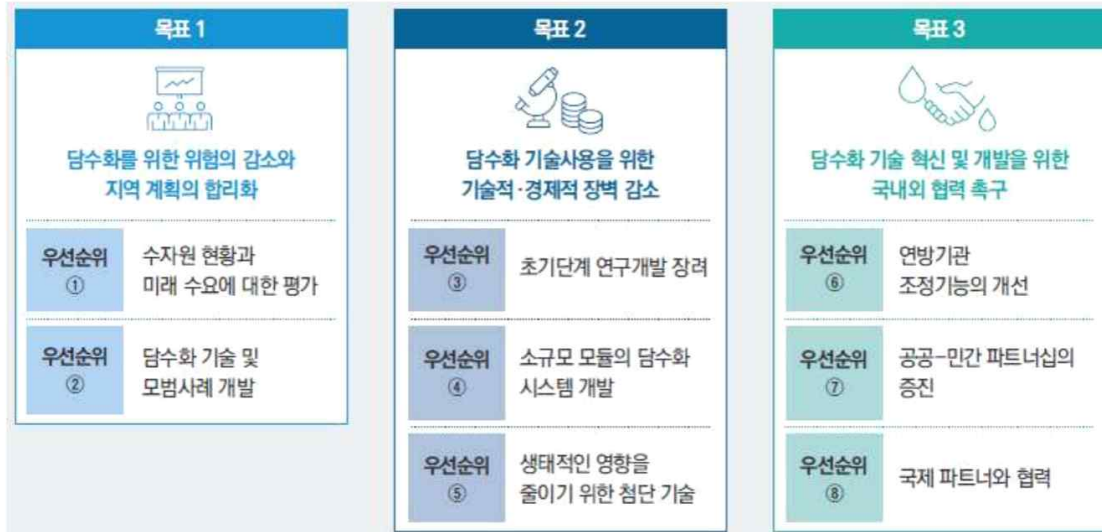 목표 1
담수화를 위한 위험의 감소와
지역 계획의 합리화
우선순위
①
수자원 현황과
미래 수요에 대한 평가
우선순위
②
담수화 기술 및
모범사례 개발
목표 2
담수화 기술사용을 위한
기술적·경제적 장벽 감소
우선순위
③
초기단계 연구개발 장려
우선순위
④
소규모 모듈의 담수화
시스템 개발
우선순위
⑤
생태적인 영향을
줄이기 위한 첨단 기술
목표 3
담수화 기술 혁신 및 개발을 위한
국내외 협력 촉구
우선순위
⑥
연방기관
조정기능의 개선
우선순위
⑦
공공-민간 파트너십의
증진
우선순위
⑧
국제 파트너와 협력